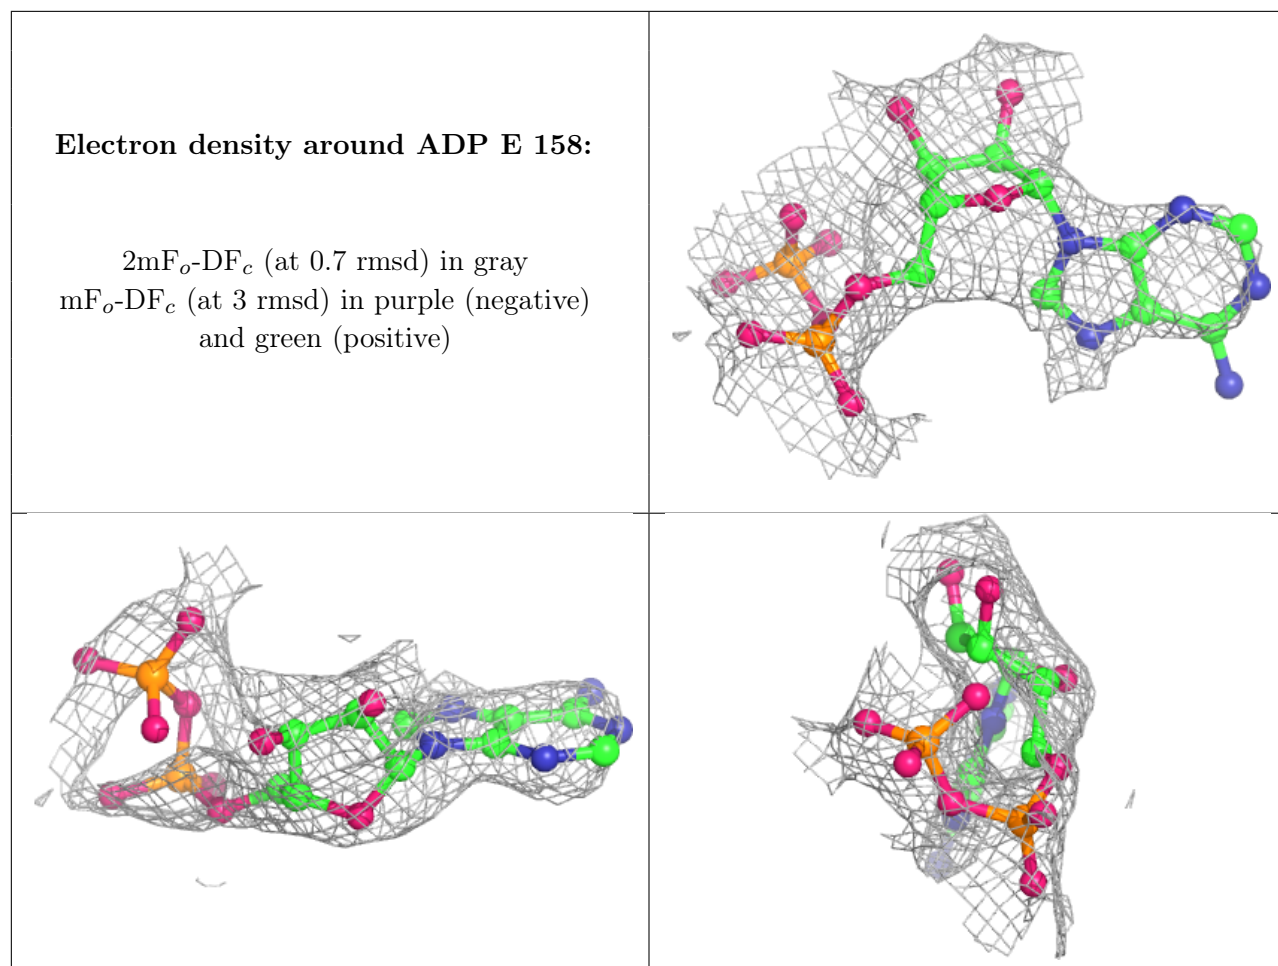 Electron density around ADP E 158:
2mFo-DFc (at 0.7 rmsd) in gray
mFo-DFc (at 3 rmsd) in purple (negative)
and green (positive)